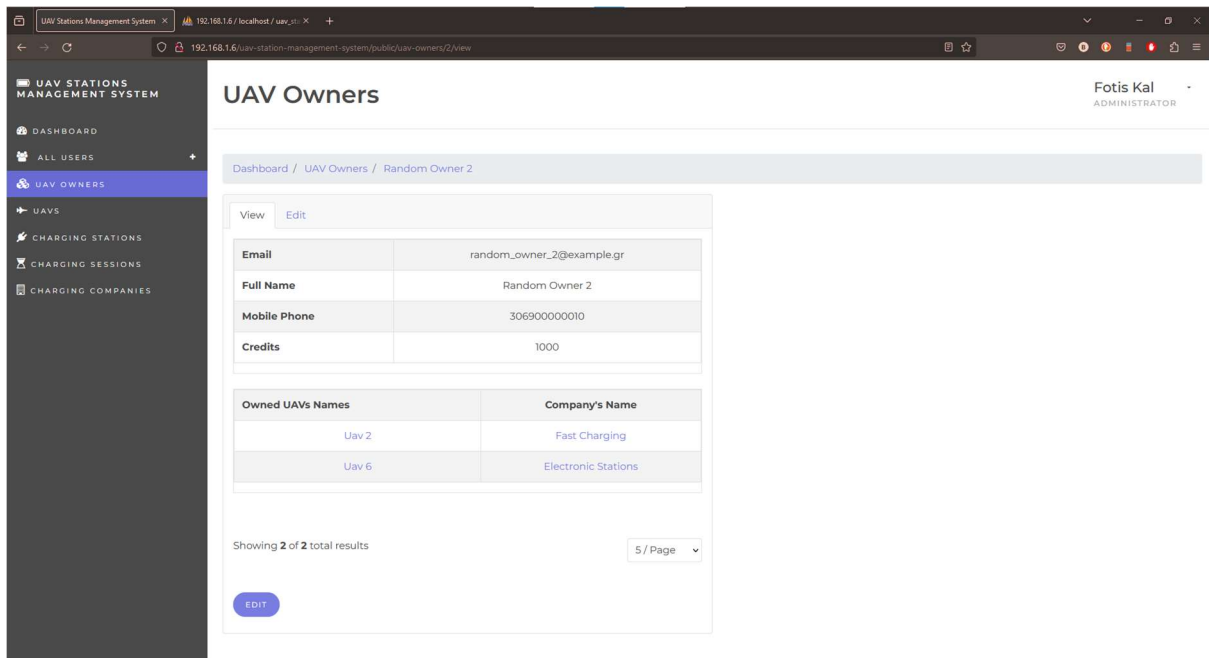 UAV Stations Management System
192.168.1.6 / localhost / uav_sta
192.168.1.6/uav-station-management-system/public/uav-owners/2/view
UAV STATIONS
MANAGEMENT SYSTEM
DASHBOARD
ALL USERS
UAV OWNERS
UAVS
CHARGING STATIONS
CHARGING SESSIONS
CHARGING COMPANIES
UAV Owners
Fotis Kal
ADMINISTRATOR
Dashboard / UAV Owners / Random Owner 2
View Edit
Email random_owner_2@example.gr
Full Name Random Owner 2
Mobile Phone 306900000010
Credits 1000
Owned UAVs Names Company's Name
Uav 2 Fast Charging
Uav 6 Electronic Stations
Showing 2 of 2 total results
5 / Page
EDIT